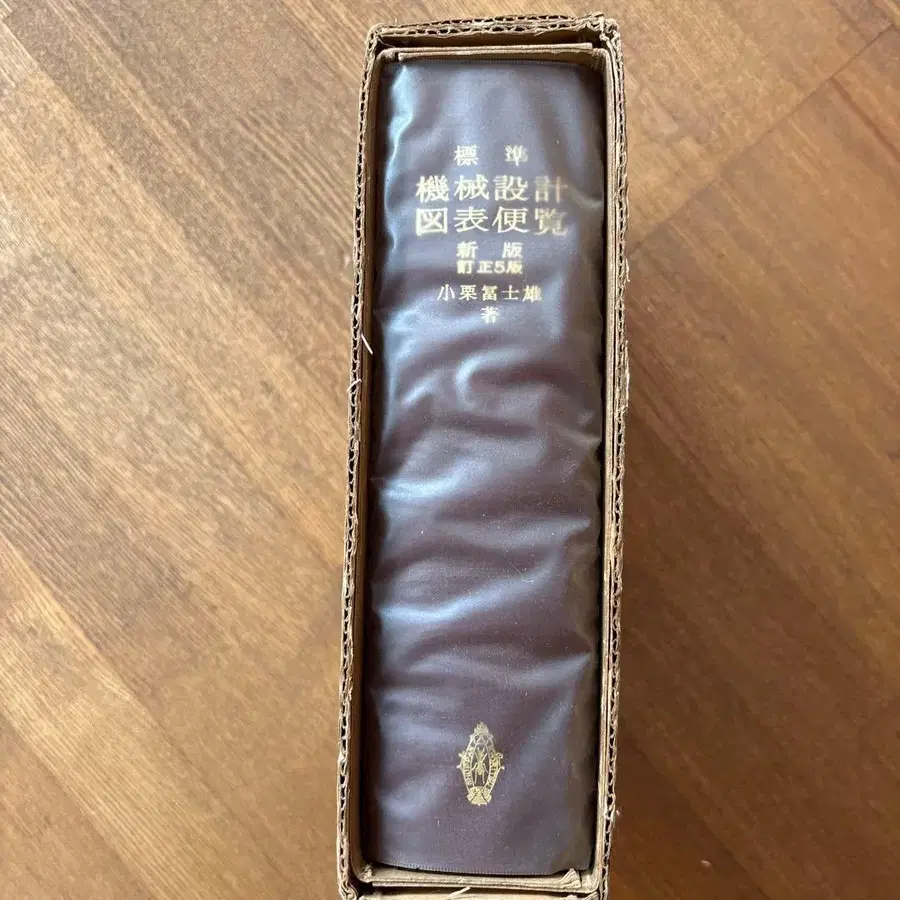 標準
機械設計
図表便覧
新版
訂正5版
小栗冨士雄
著